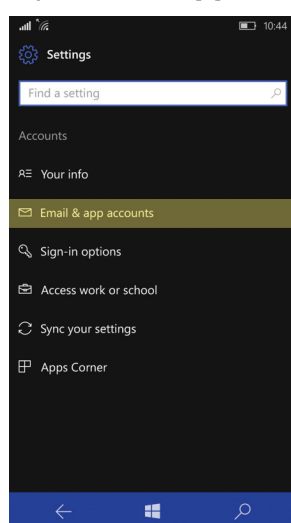 10:44
Settings
Find a setting
Accounts
Your info
Email & app accounts
Sign-in options
Access work or school
Sync your settings
Apps Corner